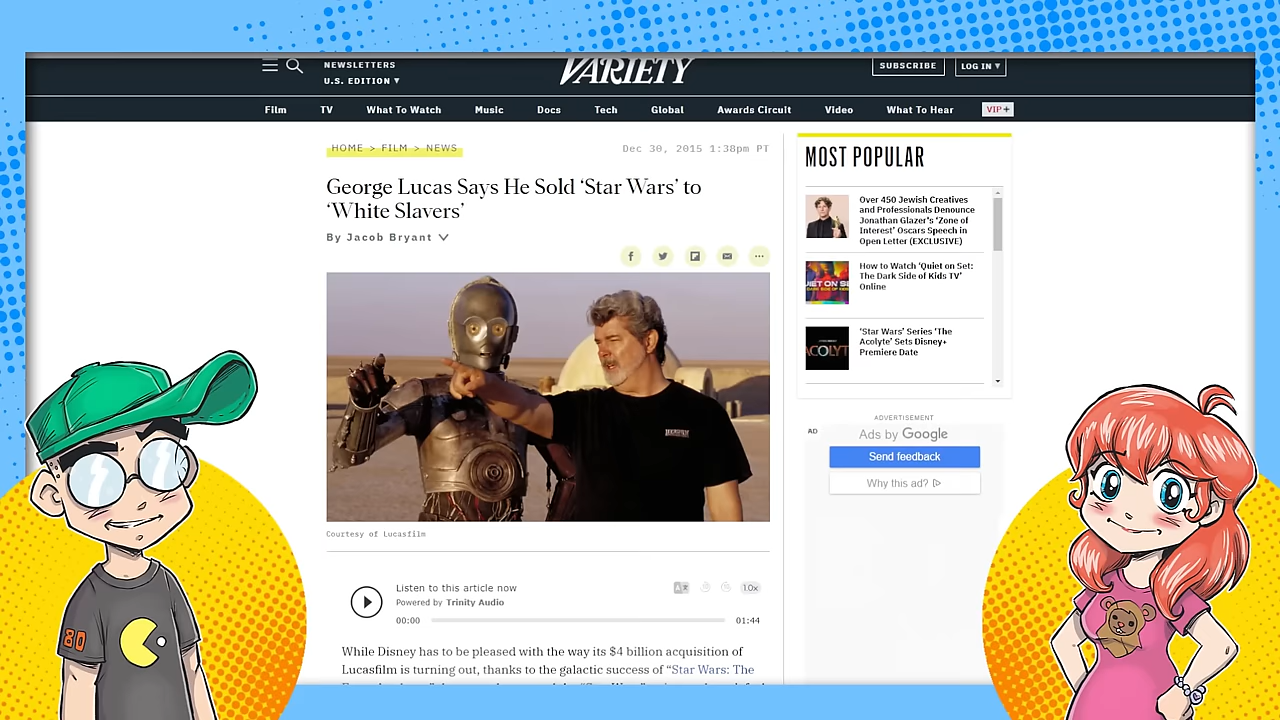 NEWSLETTERS
U.S. EDITION ▾
VARIETY
SUBSCRIBE
LOG IN ▾
Film TV What To Watch Music Docs Tech Global Awards Circuit Video What To Hear VIP+
HOME > FILM > NEWS
Dec 30, 2015 1:38pm PT
George Lucas Says He Sold ‘Star Wars’ to
‘White Slavers’
By Jacob Bryant
Courtesy of Lucasfilm
Listen to this article now
Powered by Trinity Audio
1.0x
00:00
01:44
While Disney has to be pleased with the way its $4 billion acquisition of
Lucasfilm is turning out, thanks to the galactic success of “Star Wars: The
MOST POPULAR
Over 450 Jewish Creatives
and Professionals Denounce
Jonathan Glazer’s ‘Zone of
Interest’ Oscars Speech in
Open Letter (EXCLUSIVE)
How to Watch ‘Quiet on Set:
The Dark Side of Kids TV’
Online
‘Star Wars’ Series ‘The
Acolyte’ Sets Disney+
Premiere Date
ADVERTISEMENT
AD
Ads by Google
Send feedback
Why this ad?
80